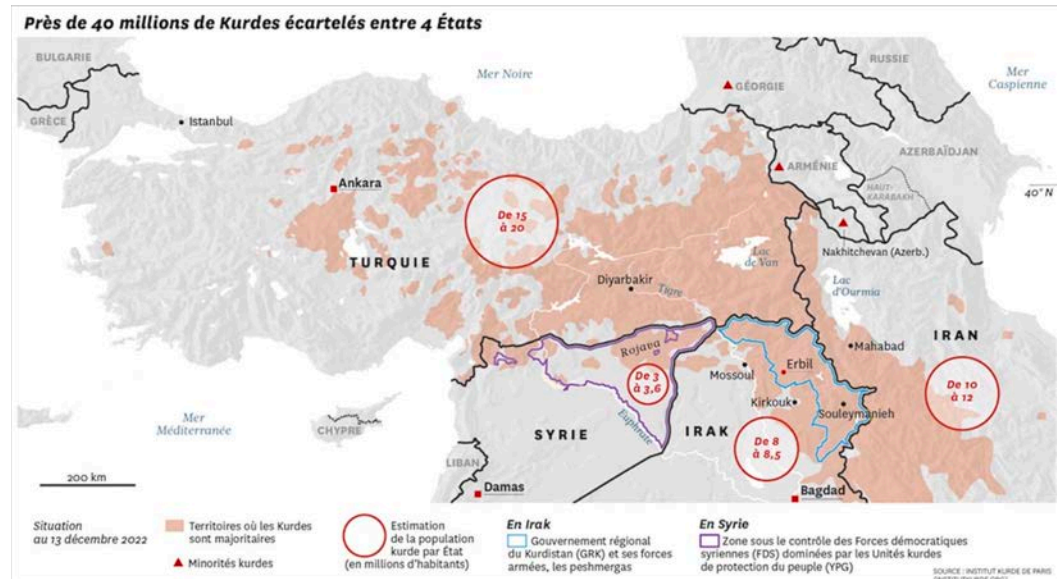 Près de 40 millions de Kurdes écartelés entre 4 États
BULGARIE
RUSSIE
Mer Noire
Mer
Caspienne
GÉORGIE
GRÈCE
Istanbul
AZERBAÏDJAN
ARMÉNIE
Ankara
HAUT-
KARABAKH
40° N
De 15
à 20
Nakhitchevan (Azerb.)
Lac
de Van
TURQUIE
Diyarbakir
Tigre
Lac
d'Ourmia
IRAN
Rojava
Mahabad
Mossoul
Erbil
De 3
à 3,6
De 10
à 12
Kirkouk
Souleymanieh
Mer
Méditerranée
CHYPRE
Euphrate
SYRIE
IRAK
De 8
à 8,5
LIBAN
200 km
Damas
Bagdad
Situation
au 13 décembre 2022
Territoires où les Kurdes
sont majoritaires
Minorités kurdes
Estimation
de la population
kurde par État
(en millions d'habitants)
En Irak
Gouvernement régional
du Kurdistan (GRK) et ses forces
armées, les peshmergas
En Syrie
Zone sous le contrôle des Forces démocratiques
syriennes (FDS) dominées par les Unités kurdes
de protection du peuple (YPG)
SOURCE : INSTITUT KURDE DE PARIS